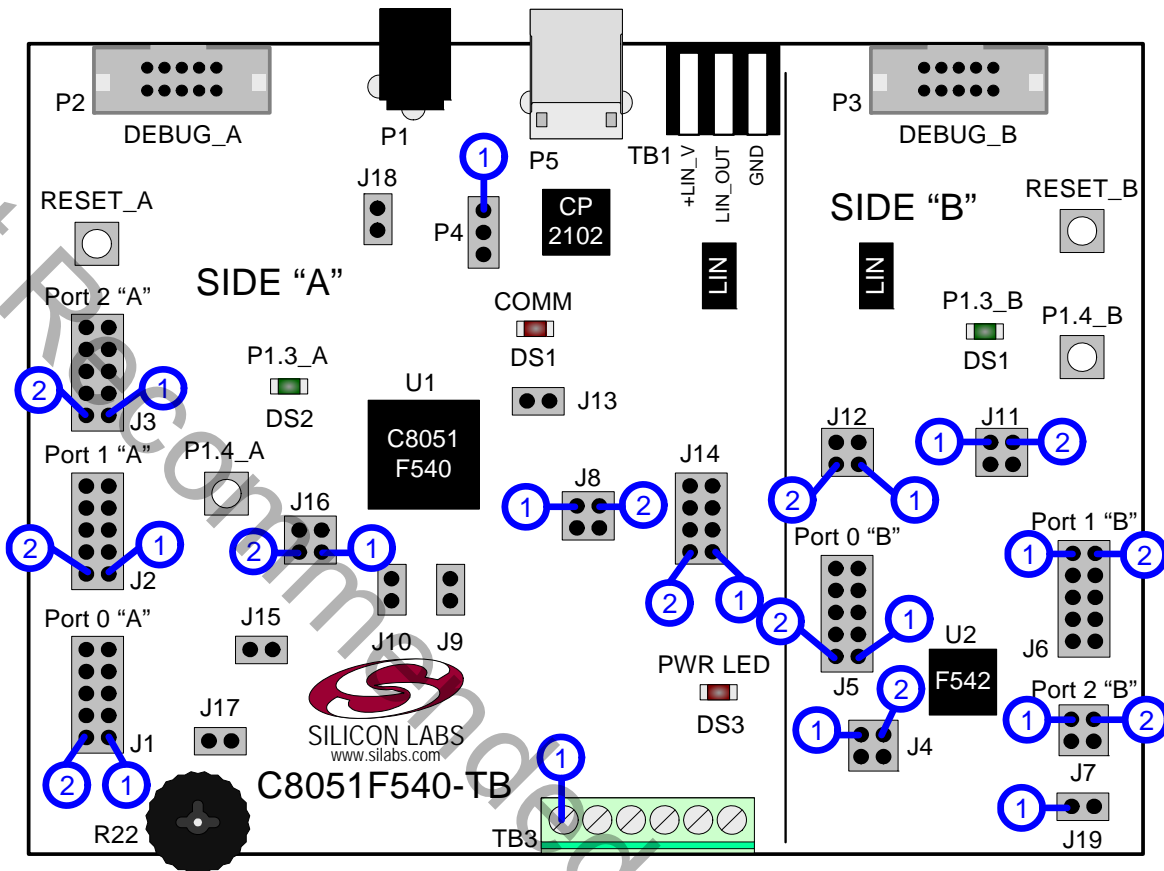 P2
DEBUG_A
P1
P5
TB1
+LIN_V
LIN_OUT
GND
P3
DEBUG_B
1
J18
P4
CP
2102
RESET_A
SIDE “A”
SIDE “B”
RESET_B
LIN
LIN
Port 2 “A”
COMM
DS1
P1.3_B
DS1
P1.4_B
P1.3_A
DS2
2
1
J3
U1
C8051
F540
J13
J12
J11
1
2
2
1
Port 1 “A”
P1.4_A
J16
J8
1
2
J14
2
1
2
1
J2
2
1
Port 0 “B”
Port 1 “B”
1
2
J10
J9
2
1
J5
J6
U2
F542
Port 0 “A”
J15
J17
J1
2
1
SILICON LABS
www.silabs.com
C8051F540-TB
PWR LED
DS3
2
1
J4
Port 2 “B”
1
2
J7
1
J19
1
TB3
R22
t Recommended